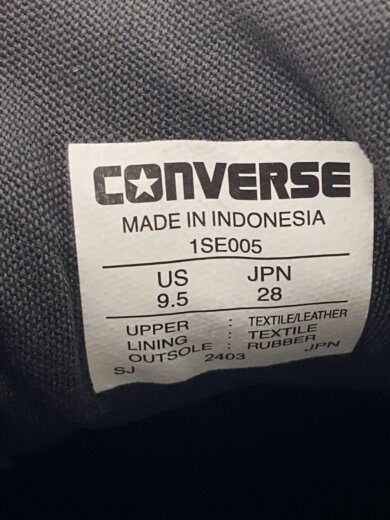 CONVERSE
MADE IN INDONESIA
1SE005
US JPN
9.5 28
UPPER : TEXTILE/LEATHER
LINING : TEXTILE
OUTSOLE : RUBBER
SJ 2403 JPN